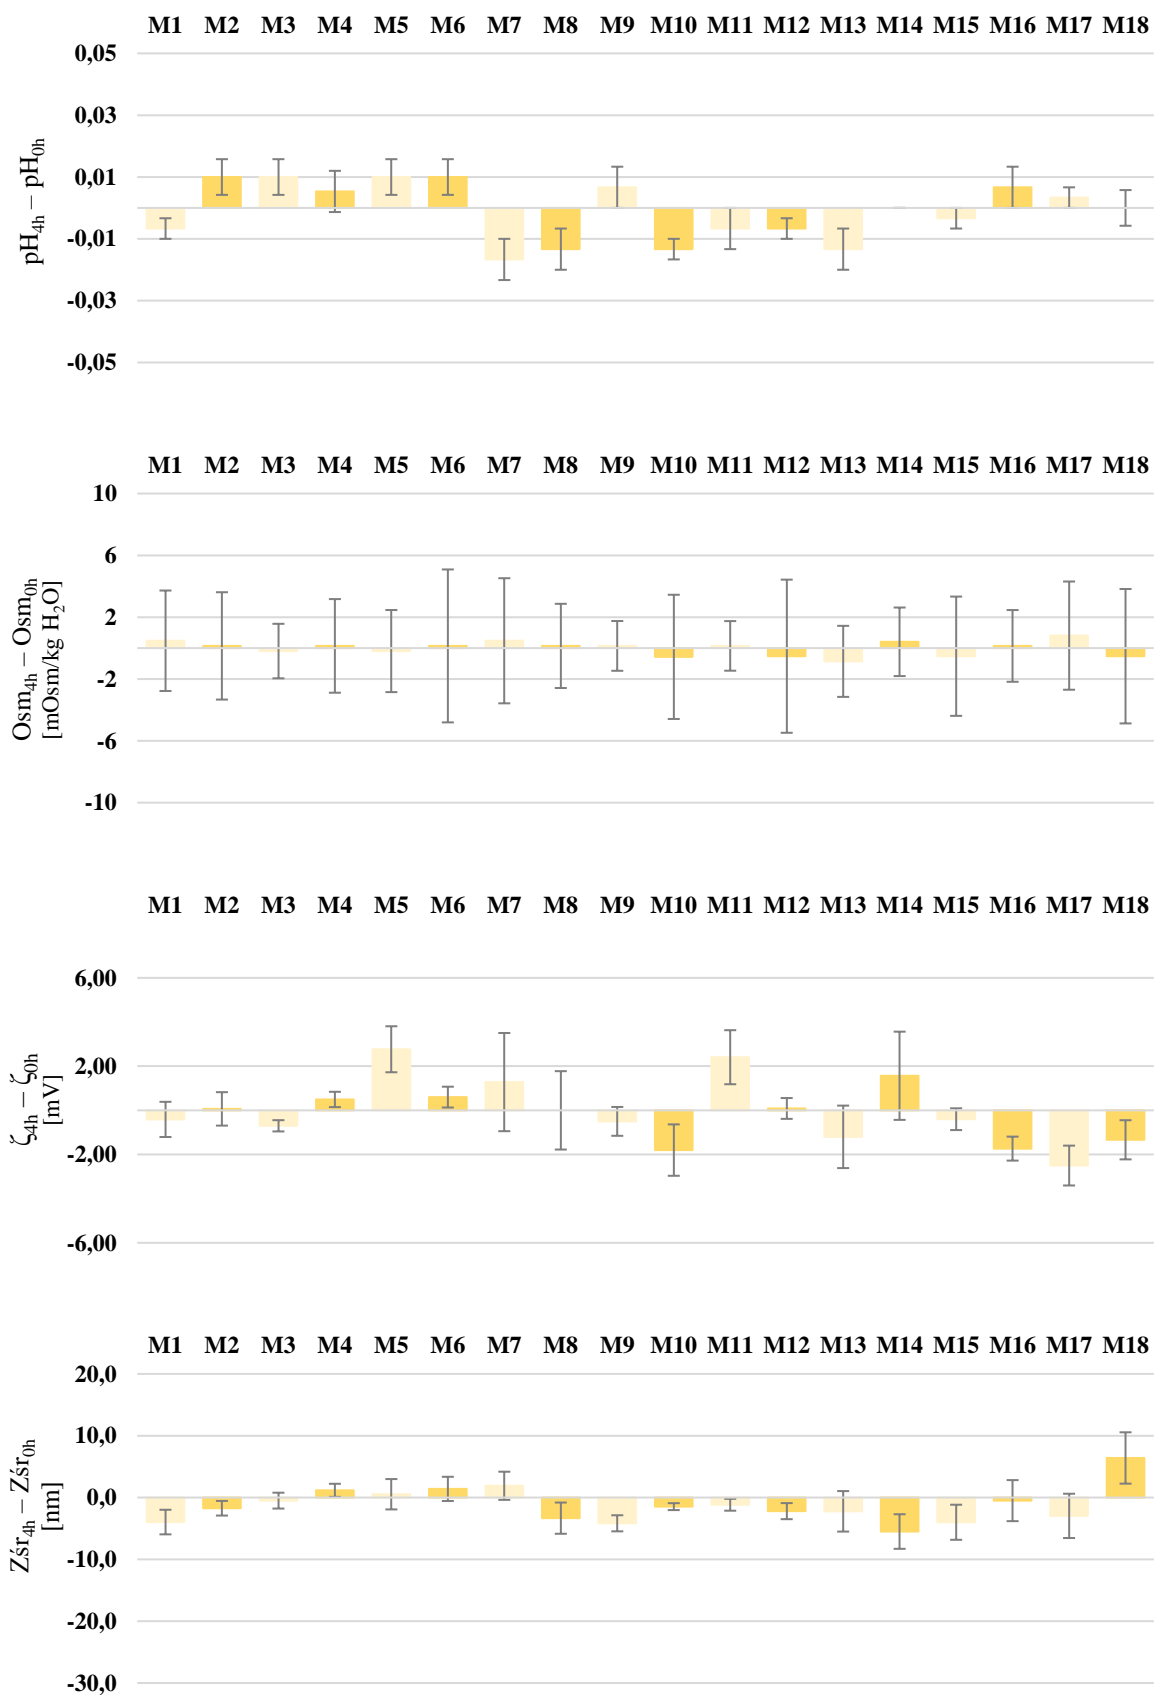 M1 M2 M3 M4 M5 M6 M7 M8 M9 M10 M11 M12 M13 M14 M15 M16 M17 M18
0,05
0,03
0,01
-0,01
-0,03
-0,05
pH4h – pH0h
M1 M2 M3 M4 M5 M6 M7 M8 M9 M10 M11 M12 M13 M14 M15 M16 M17 M18
10
6
2
-2
-6
-10
Osm4h – Osm0h
[mOsm/kg H2O]
M1 M2 M3 M4 M5 M6 M7 M8 M9 M10 M11 M12 M13 M14 M15 M16 M17 M18
6,00
2,00
-2,00
-6,00
ζ4h – ζ0h
[mV]
M1 M2 M3 M4 M5 M6 M7 M8 M9 M10 M11 M12 M13 M14 M15 M16 M17 M18
20,0
10,0
0,0
-10,0
-20,0
-30,0
Zśr4h – Zśr0h
[nm]